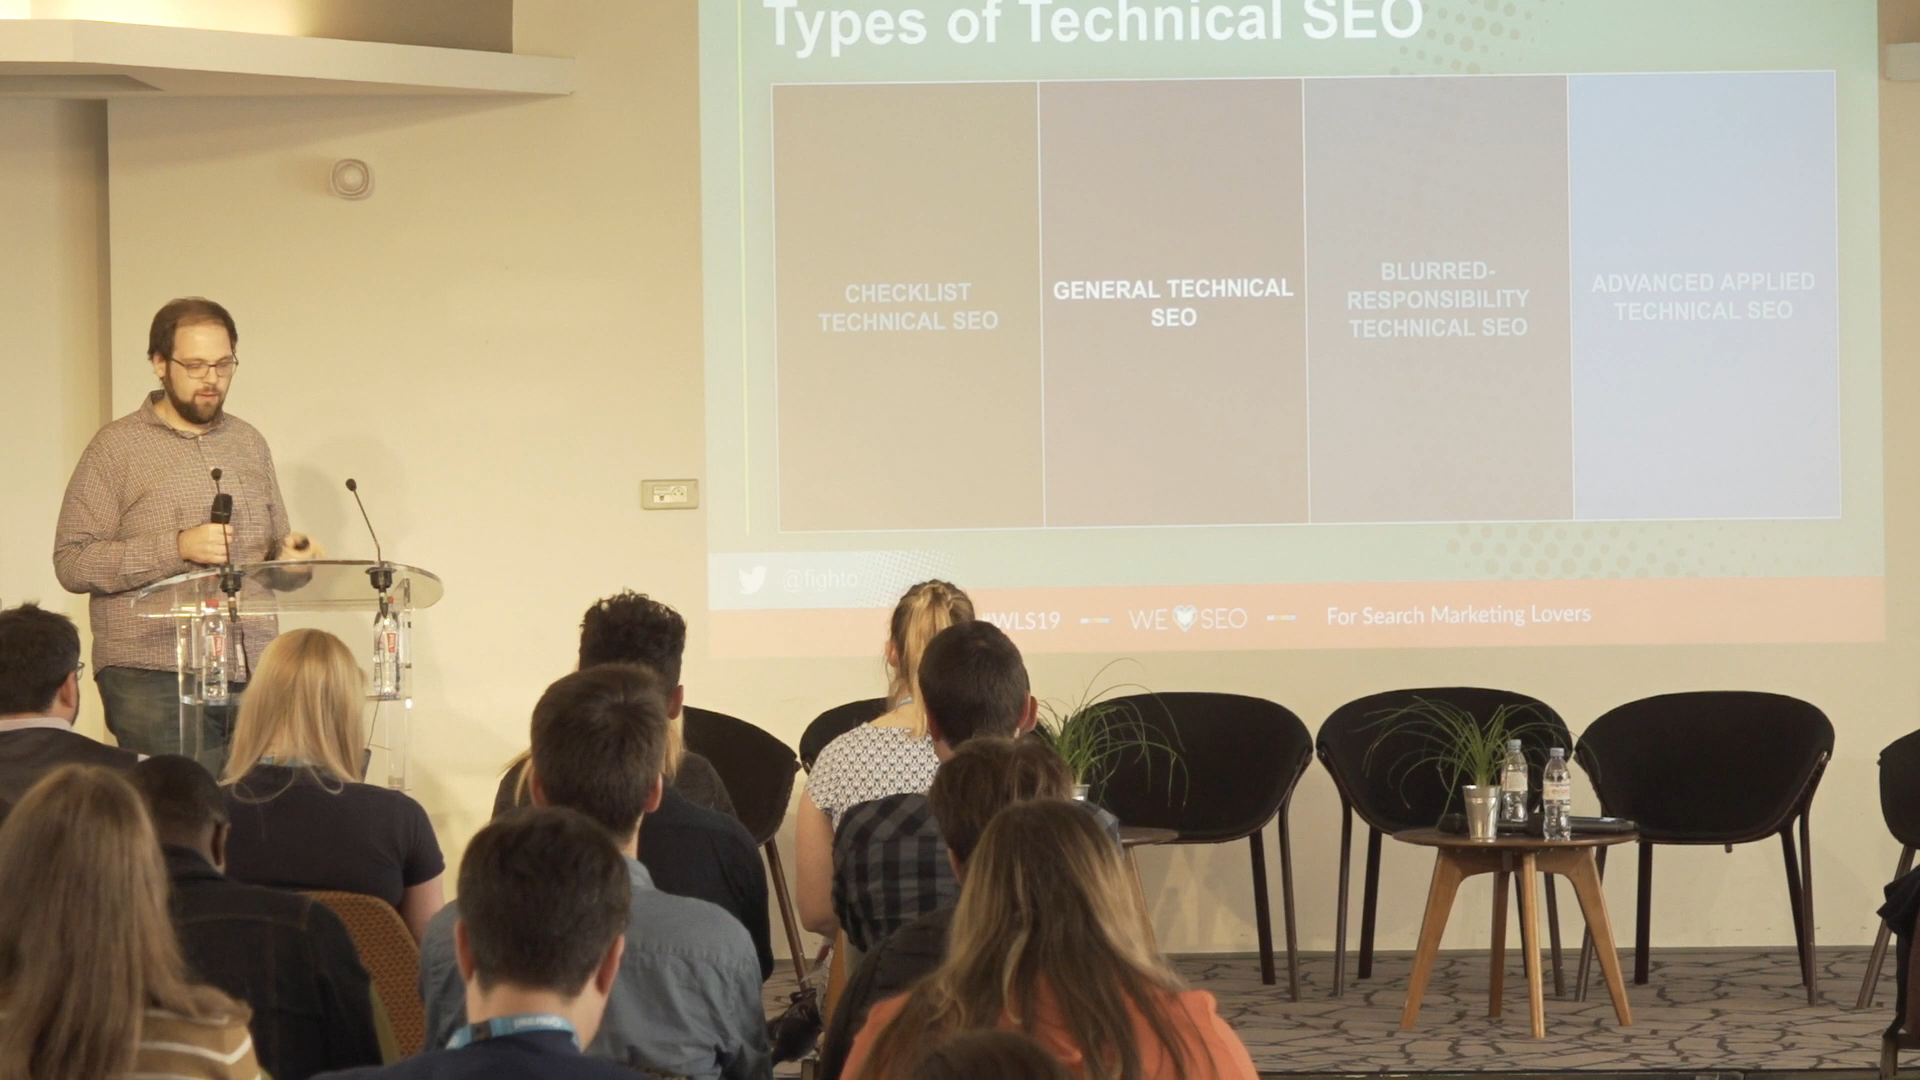 Types of Technical SEO
CHECKLIST
TECHNICAL SEO
GENERAL TECHNICAL
SEO
BLURRED-
RESPONSIBILITY
TECHNICAL SEO
ADVANCED APPLIED
TECHNICAL SEO
@fighto
#WLS19 WE SEO For Search Marketing Lovers